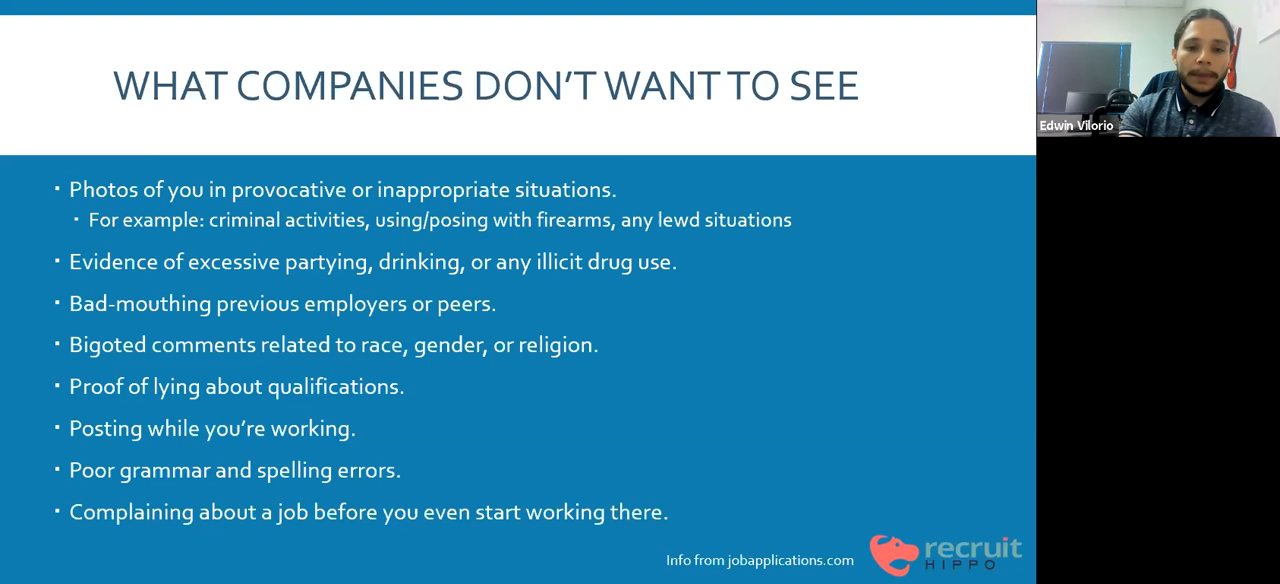 WHAT COMPANIES DON'T WANT TO SEE
Edwin Vilorio
▪ Photos of you in provocative or inappropriate situations.
▪ For example: criminal activities, using/posing with firearms, any lewd situations
▪ Evidence of excessive partying, drinking, or any illicit drug use.
▪ Bad-mouthing previous employers or peers.
▪ Bigoted comments related to race, gender, or religion.
▪ Proof of lying about qualifications.
▪ Posting while you're working.
▪ Poor grammar and spelling errors.
▪ Complaining about a job before you even start working there.
Info from jobapplications.com
recruit
HIPPO